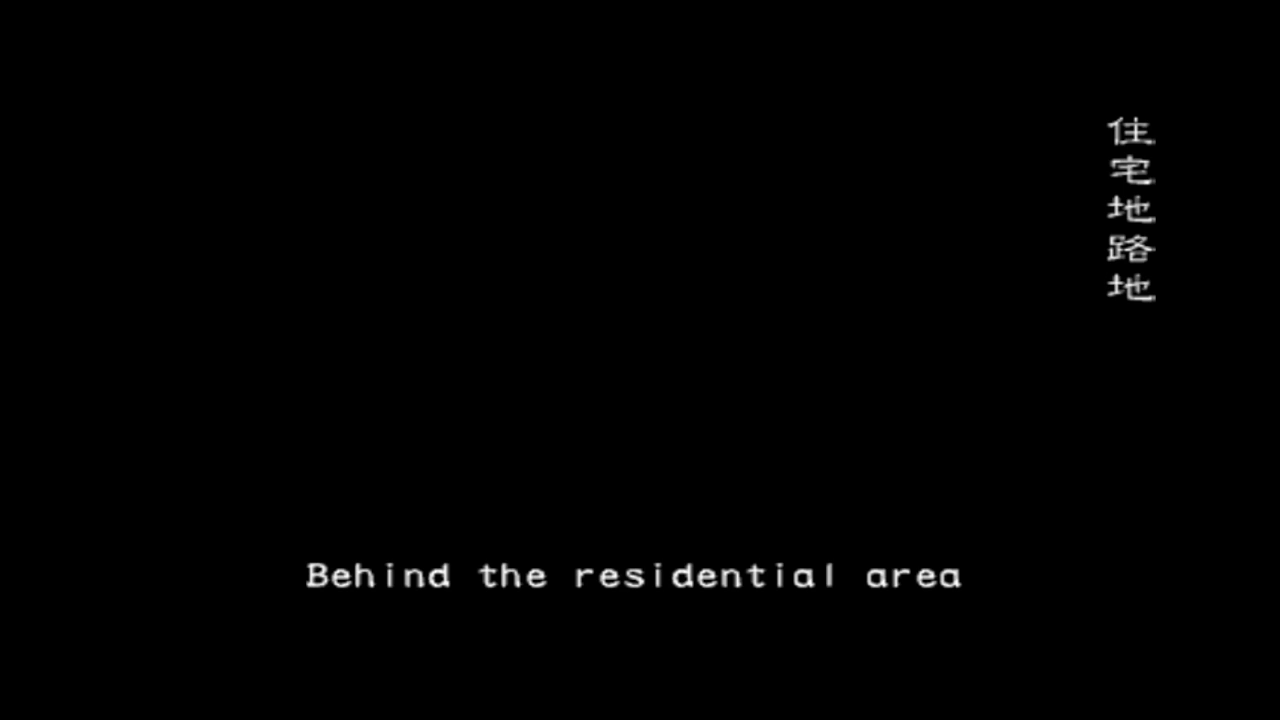 住宅地路地
Behind the residential area